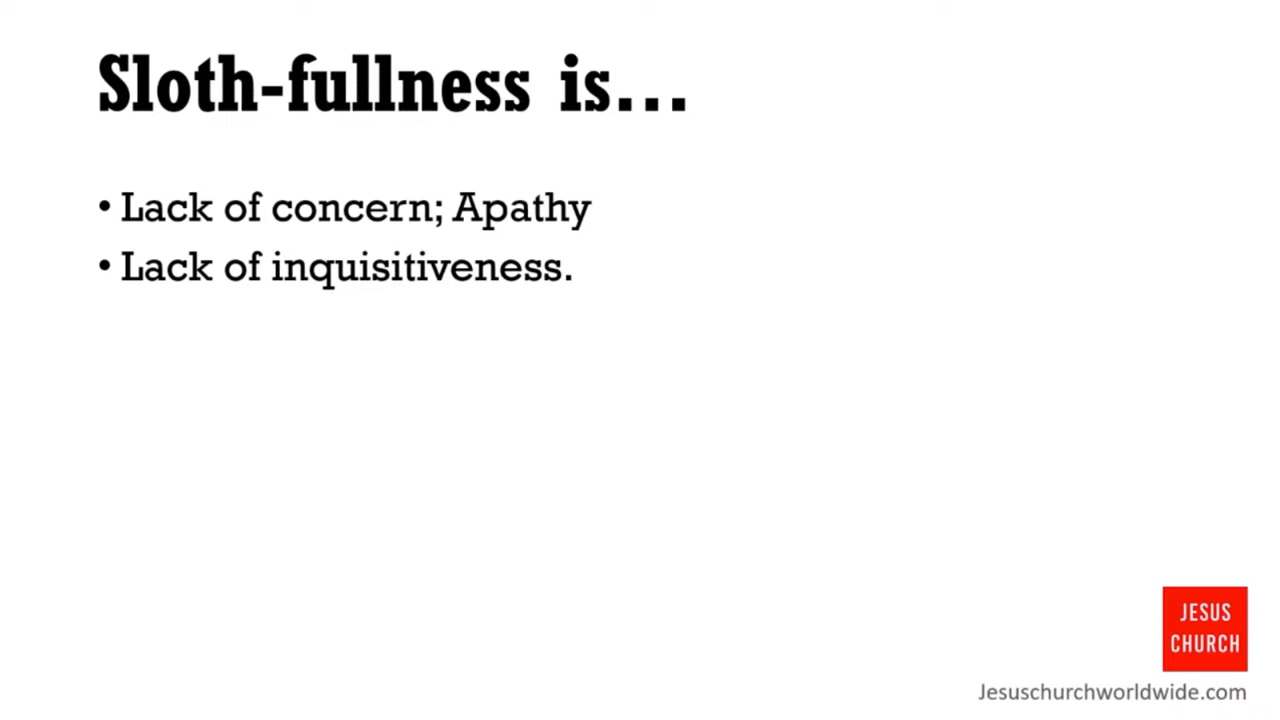 Sloth-fullness is...
• Lack of concern; Apathy
• Lack of inquisitiveness.
JESUS
CHURCH
Jesuschurchworldwide.com